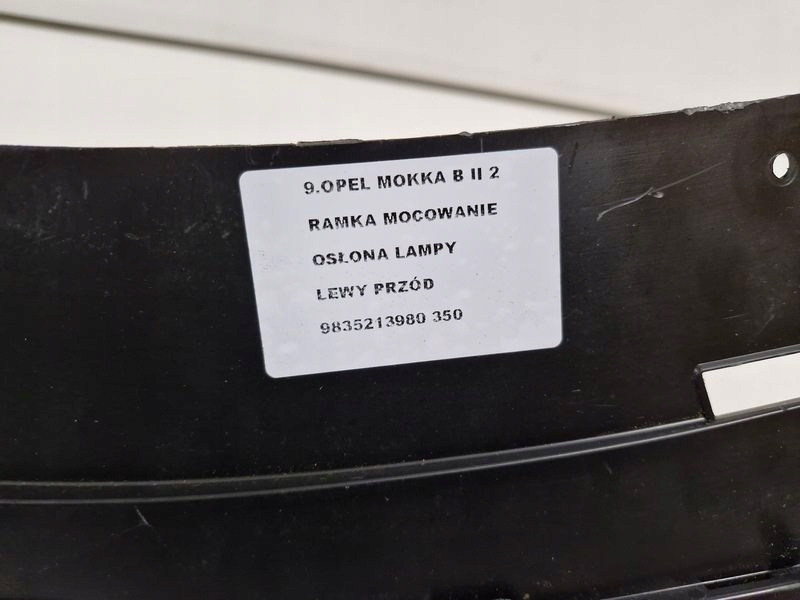 9.OPEL MOKKA B II 2
RAMKA MOCOWANIE
OSŁONA LAMPY
LEWY PRZÓD
9835213980 350